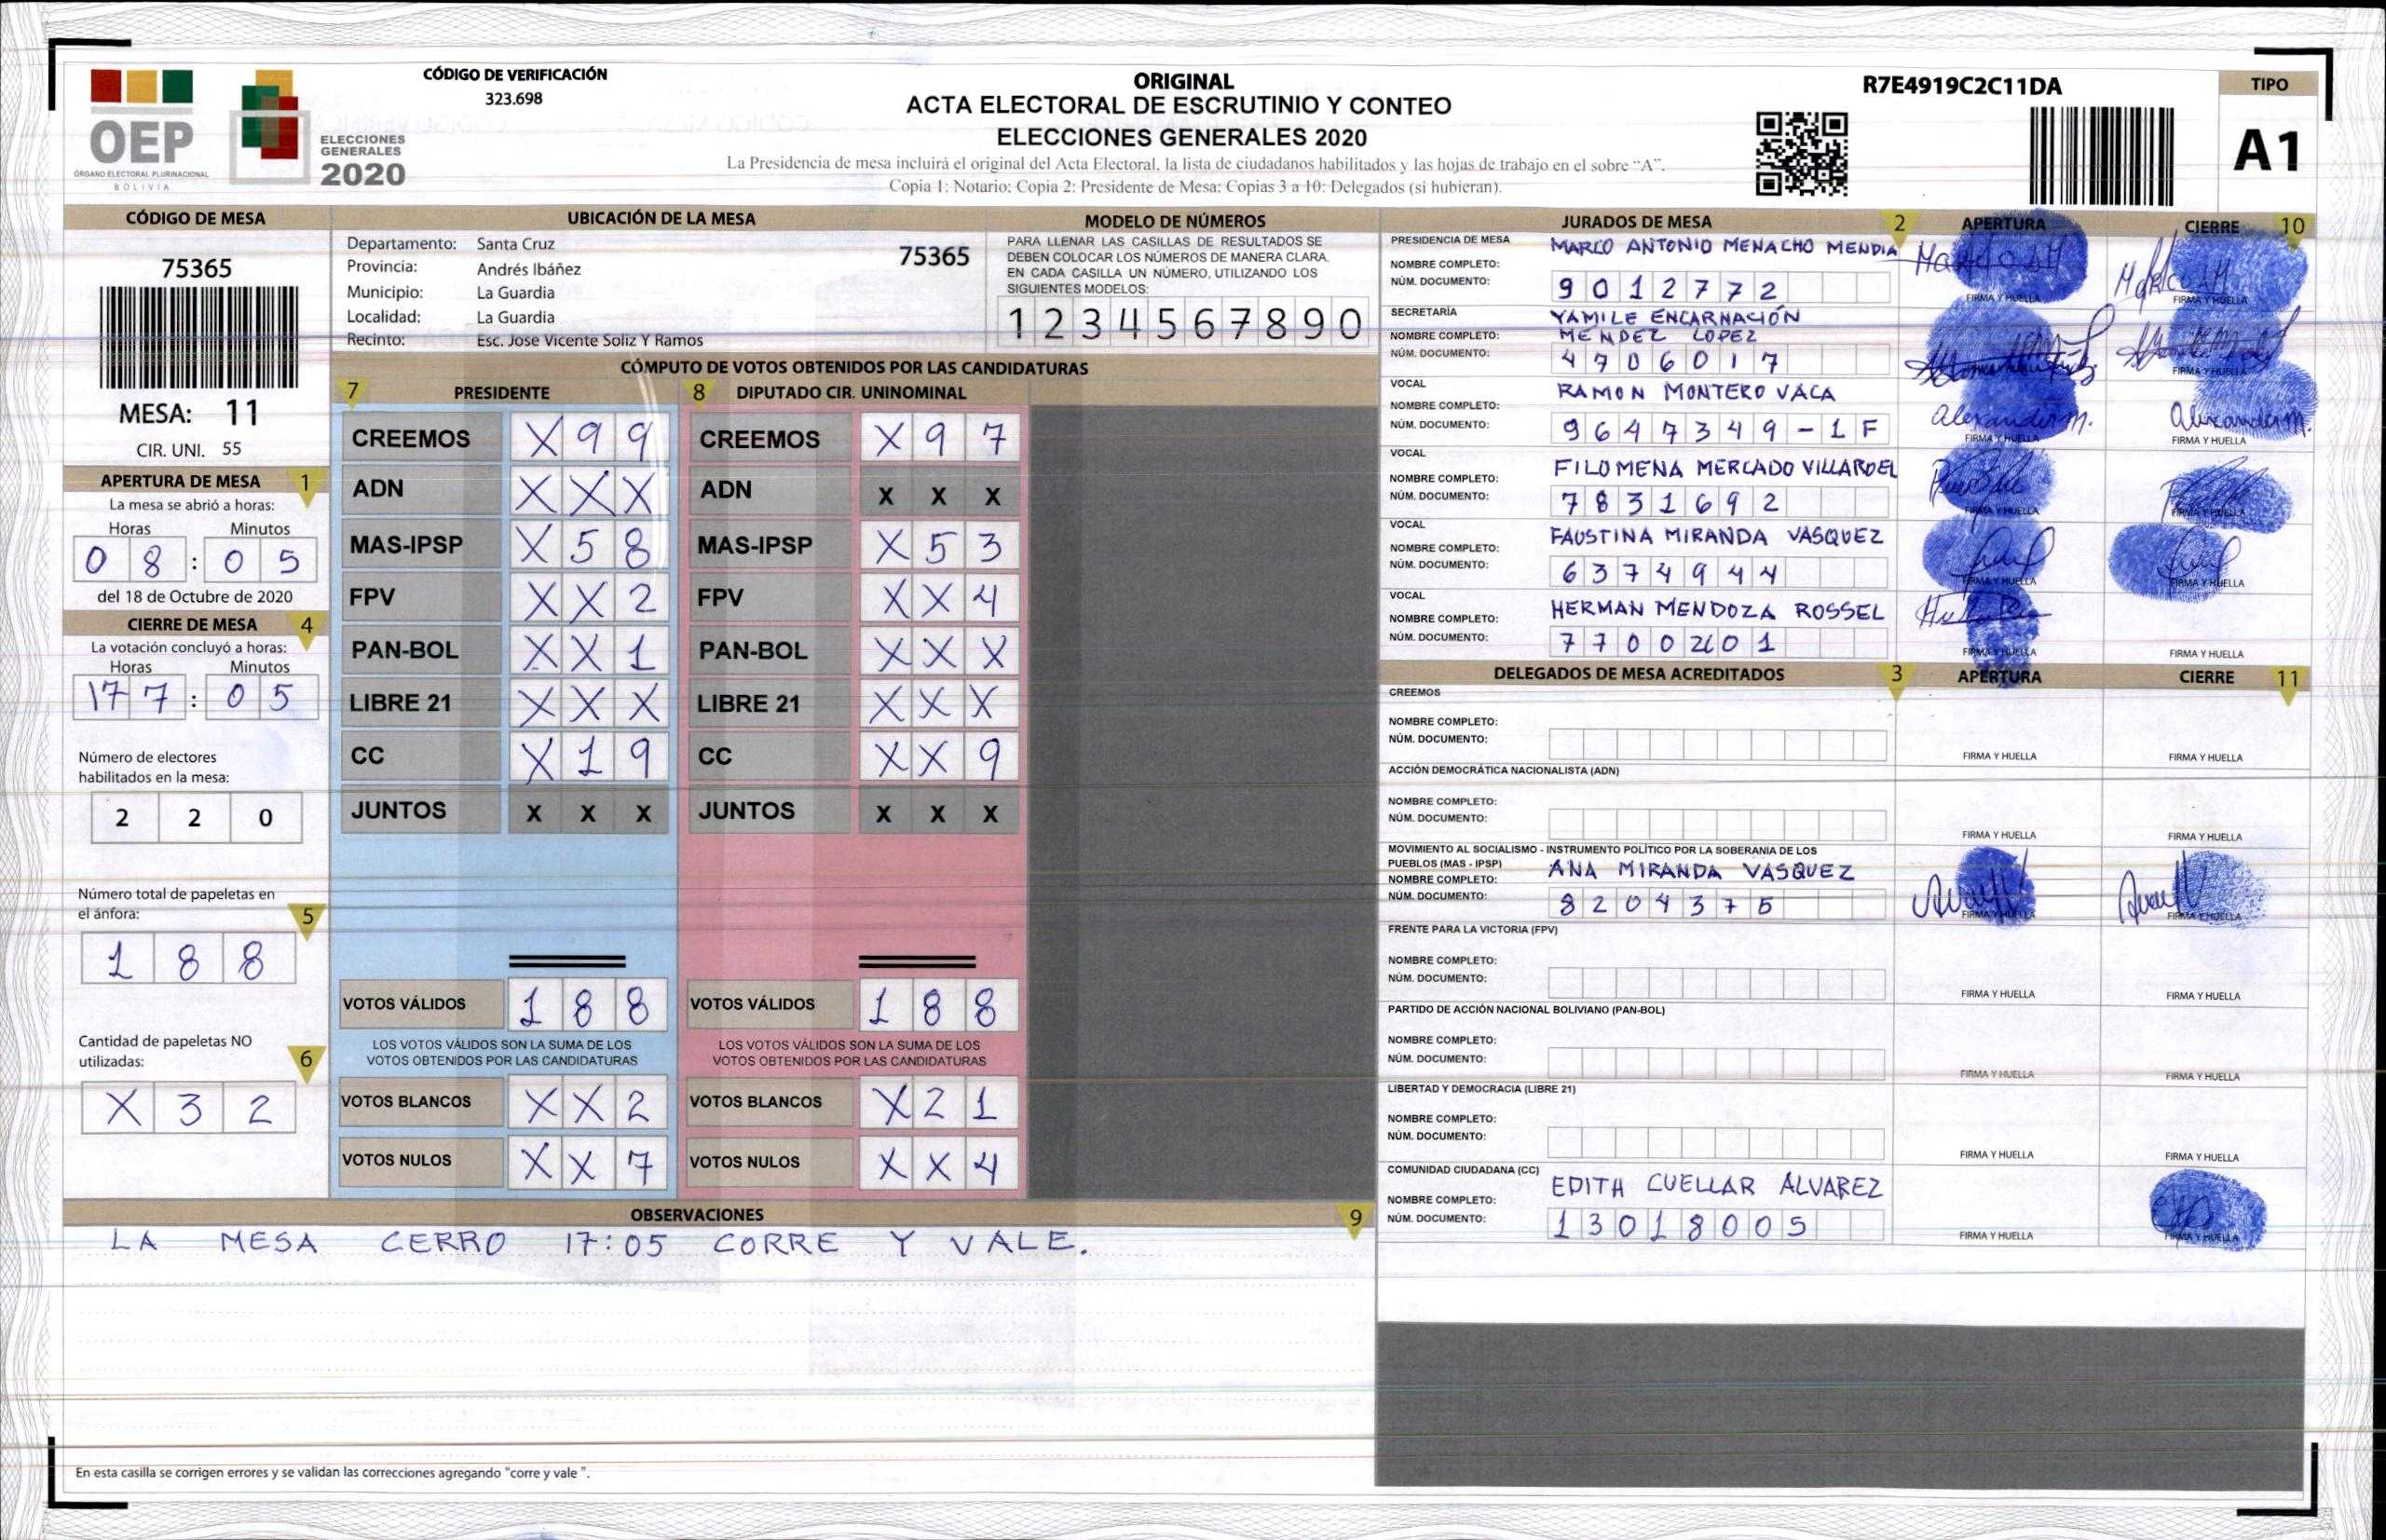 CÓDIGO DE VERIFICACIÓN
323.698
OEP
ÓRGANO ELECTORAL PLURINACIONAL
BOLIVIA
ELECCIONES
GENERALES
2020
ORIGINAL
ACTA ELECTORAL DE ESCRUTINIO Y CONTEO
ELECCIONES GENERALES 2020
La Presidencia de mesa incluirá el original del Acta Electoral, la lista de ciudadanos habilitados y las hojas de trabajo en el sobre "A".
Copia 1: Notario; Copia 2: Presidente de Mesa; Copias 3 a 10: Delegados (si hubieran).
R7E4919C2C11DA
TIPO
A1
CÓDIGO DE MESA
75365
MESA: 11
CIR. UNI. 55
APERTURA DE MESA 1
La mesa se abrió a horas:
Horas Minutos
0 8 : 0 5
del 18 de Octubre de 2020
CIERRE DE MESA 4
La votación concluyó a horas:
Horas Minutos
17 7 : 0 5
Número de electores
habilitados en la mesa:
2 2 0
Número total de papeletas en
el ánfora: 5
1 8 8
Cantidad de papeletas NO
utilizadas: 6
X 3 2
UBICACIÓN DE LA MESA
Departamento: Santa Cruz 75365
Provincia: Andrés Ibáñez
Municipio: La Guardia
Localidad: La Guardia
Recinto: Esc. Jose Vicente Soliz Y Ramos
MODELO DE NÚMEROS
PARA LLENAR LAS CASILLAS DE RESULTADOS SE
DEBEN COLOCAR LOS NÚMEROS DE MANERA CLARA.
EN CADA CASILLA UN NÚMERO, UTILIZANDO LOS
SIGUIENTES MODELOS:
1 2 3 4 5 6 7 8 9 0
CÓMPUTO DE VOTOS OBTENIDOS POR LAS CANDIDATURAS
7 PRESIDENTE
CREEMOS X 9 9
ADN X X X
MAS-IPSP X 5 8
FPV X X 2
PAN-BOL X X 1
LIBRE 21 X X X
CC X 1 9
JUNTOS X X X
VOTOS VÁLIDOS 1 8 8
LOS VOTOS VÁLIDOS SON LA SUMA DE LOS
VOTOS OBTENIDOS POR LAS CANDIDATURAS
VOTOS BLANCOS X X 2
VOTOS NULOS X X 7
8 DIPUTADO CIR. UNINOMINAL
CREEMOS X 9 7
ADN X X X
MAS-IPSP X 5 3
FPV X X 4
PAN-BOL X X X
LIBRE 21 X X X
CC X X 9
JUNTOS X X X
VOTOS VÁLIDOS 1 8 8
LOS VOTOS VÁLIDOS SON LA SUMA DE LOS
VOTOS OBTENIDOS POR LAS CANDIDATURAS
VOTOS BLANCOS X 2 1
VOTOS NULOS X X 4
OBSERVACIONES 9
LA MESA CERRO 17:05 CORRE Y VALE.
En esta casilla se corrigen errores y se validan las correcciones agregando "corre y vale ".
JURADOS DE MESA 2 APERTURA CIERRE 10
PRESIDENCIA DE MESA MARCO ANTONIO MENACHO MENDIA
NOMBRE COMPLETO:
NÚM. DOCUMENTO: 9 0 1 2 7 7 2
FIRMA Y HUELLA FIRMA Y HUELLA
SECRETARÍA YAMILE ENCARNACIÓN
NOMBRE COMPLETO: MENDEZ LOPEZ
NÚM. DOCUMENTO: 4 7 0 6 0 1 7
FIRMA Y HUELLA
VOCAL RAMON MONTERO VACA
NOMBRE COMPLETO:
NÚM. DOCUMENTO: 9 6 4 7 3 4 9 - 1 F
Alexander M. Alexander M.
FIRMA Y HUELLA FIRMA Y HUELLA
VOCAL FILOMENA MERCADO VILLAROEL
NOMBRE COMPLETO:
NÚM. DOCUMENTO: 7 8 3 1 6 9 2
FIRMA Y HUELLA FIRMA Y HUELLA
VOCAL FAUSTINA MIRANDA VASQUEZ
NOMBRE COMPLETO:
NÚM. DOCUMENTO: 6 3 7 4 9 4 4
FIRMA Y HUELLA FIRMA Y HUELLA
VOCAL HERMAN MENDOZA ROSSEL
NOMBRE COMPLETO:
NÚM. DOCUMENTO: 7 7 0 0 26 0 1
FIRMA Y HUELLA FIRMA Y HUELLA
DELEGADOS DE MESA ACREDITADOS 3 APERTURA CIERRE 11
CREEMOS
NOMBRE COMPLETO:
NÚM. DOCUMENTO:
FIRMA Y HUELLA FIRMA Y HUELLA
ACCIÓN DEMOCRÁTICA NACIONALISTA (ADN)
NOMBRE COMPLETO:
NÚM. DOCUMENTO:
FIRMA Y HUELLA FIRMA Y HUELLA
MOVIMIENTO AL SOCIALISMO - INSTRUMENTO POLÍTICO POR LA SOBERANIA DE LOS
PUEBLOS (MAS - IPSP) ANA MIRANDA VASQUEZ
NOMBRE COMPLETO:
NÚM. DOCUMENTO: 8 2 0 4 3 7 5
FIRMA Y HUELLA FIRMA Y HUELLA
FRENTE PARA LA VICTORIA (FPV)
NOMBRE COMPLETO:
NÚM. DOCUMENTO:
FIRMA Y HUELLA FIRMA Y HUELLA
PARTIDO DE ACCIÓN NACIONAL BOLIVIANO (PAN-BOL)
NOMBRE COMPLETO:
NÚM. DOCUMENTO:
FIRMA Y HUELLA FIRMA Y HUELLA
LIBERTAD Y DEMOCRACIA (LIBRE 21)
NOMBRE COMPLETO:
NÚM. DOCUMENTO:
FIRMA Y HUELLA FIRMA Y HUELLA
COMUNIDAD CIUDADANA (CC) EDITH CUELLAR ALVAREZ
NOMBRE COMPLETO:
NÚM. DOCUMENTO: 1 3 0 1 8 0 0 5
FIRMA Y HUELLA FIRMA Y HUELLA